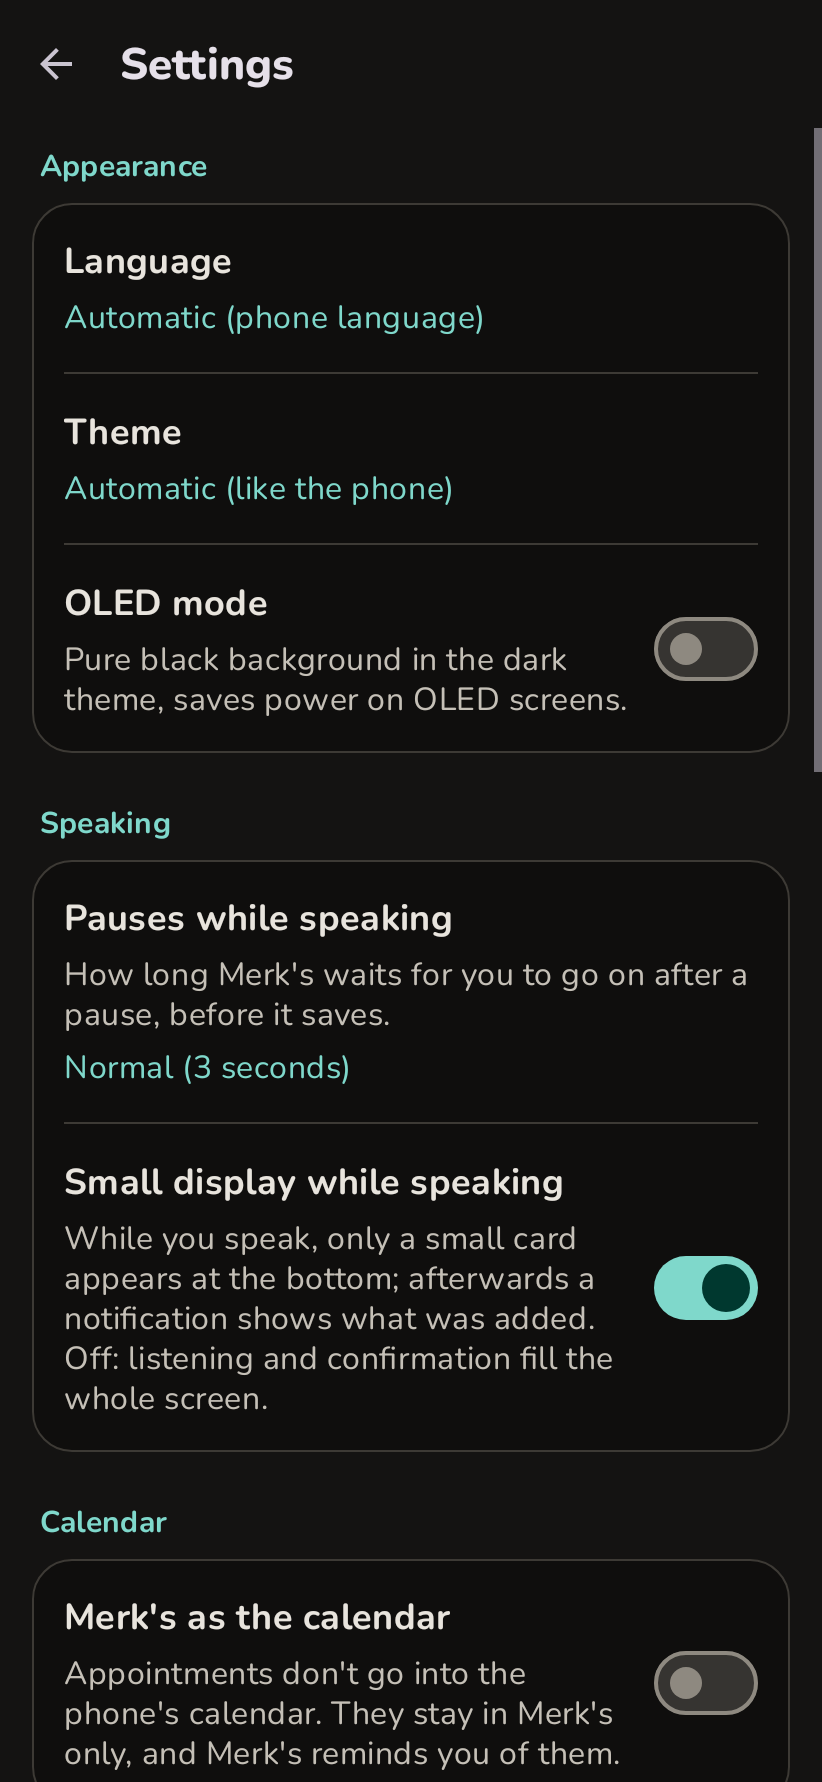 Settings
Appearance
Language
Automatic (phone language)
Theme
Automatic (like the phone)
OLED mode
Pure black background in the dark
theme, saves power on OLED screens.
Speaking
Pauses while speaking
How long Merk's waits for you to go on after a
pause, before it saves.
Normal (3 seconds)
Small display while speaking
While you speak, only a small card
appears at the bottom; afterwards a
notification shows what was added.
Off: listening and confirmation fill the
whole screen.
Calendar
Merk's as the calendar
Appointments don't go into the
phone's calendar. They stay in Merk's
only, and Merk's reminds you of them.